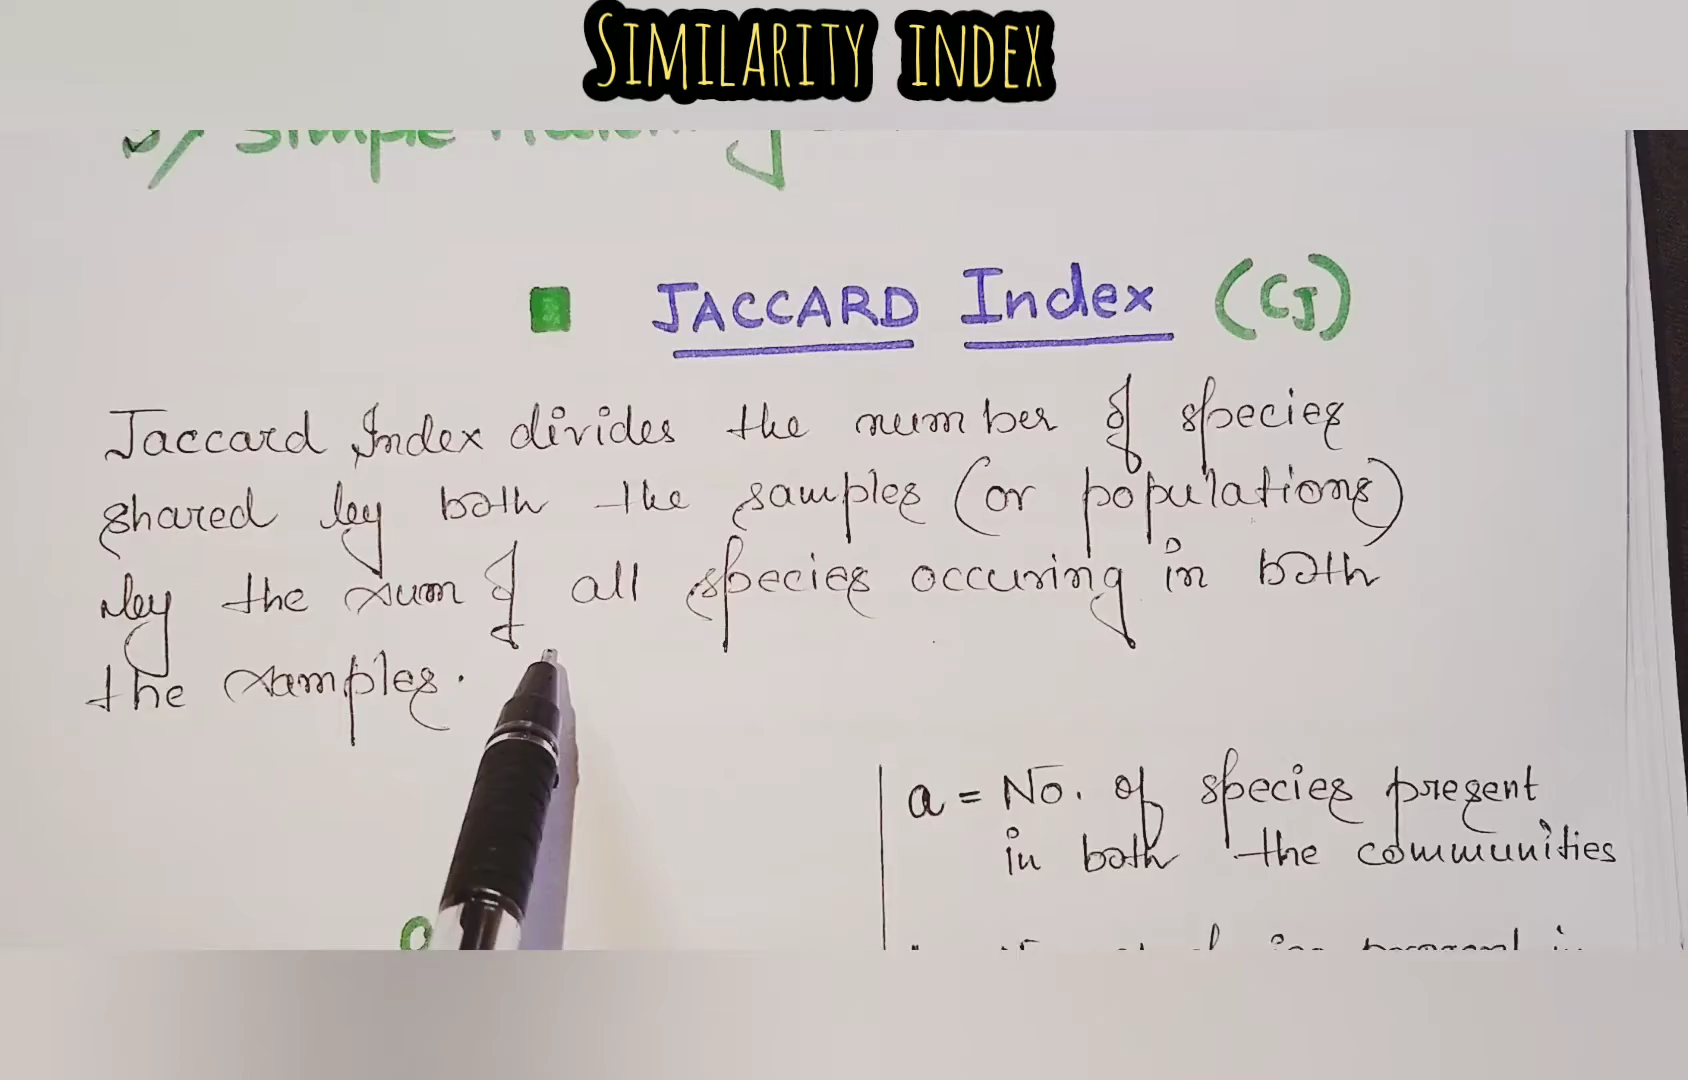 SIMILARITY INDEX
Simple
JACCARD Index (CJ)
Jaccard Index divides the number of species
shared by both the samples (or populations)
by the sum of all species occuring in both
the samples.
a = No. of species present
in both the communities